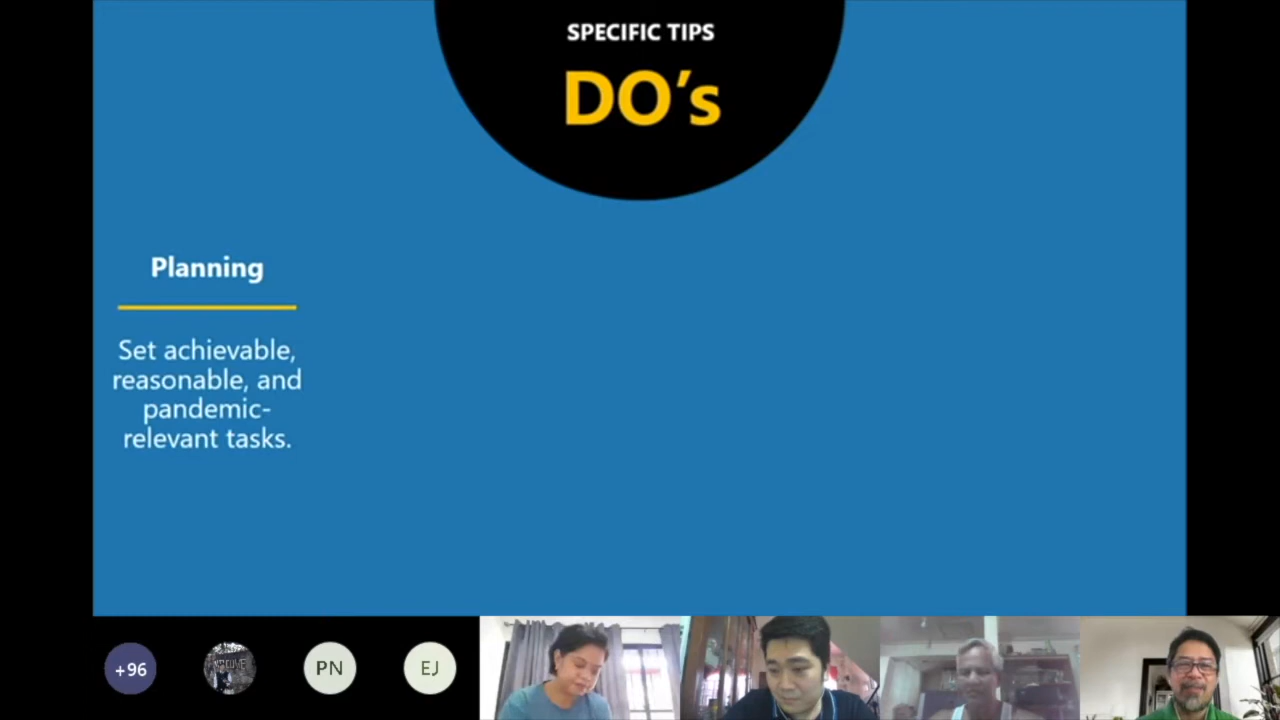 SPECIFIC TIPS
DO's
Planning
Set achievable,
reasonable, and
pandemic-
relevant tasks.
+96
PN
EJ